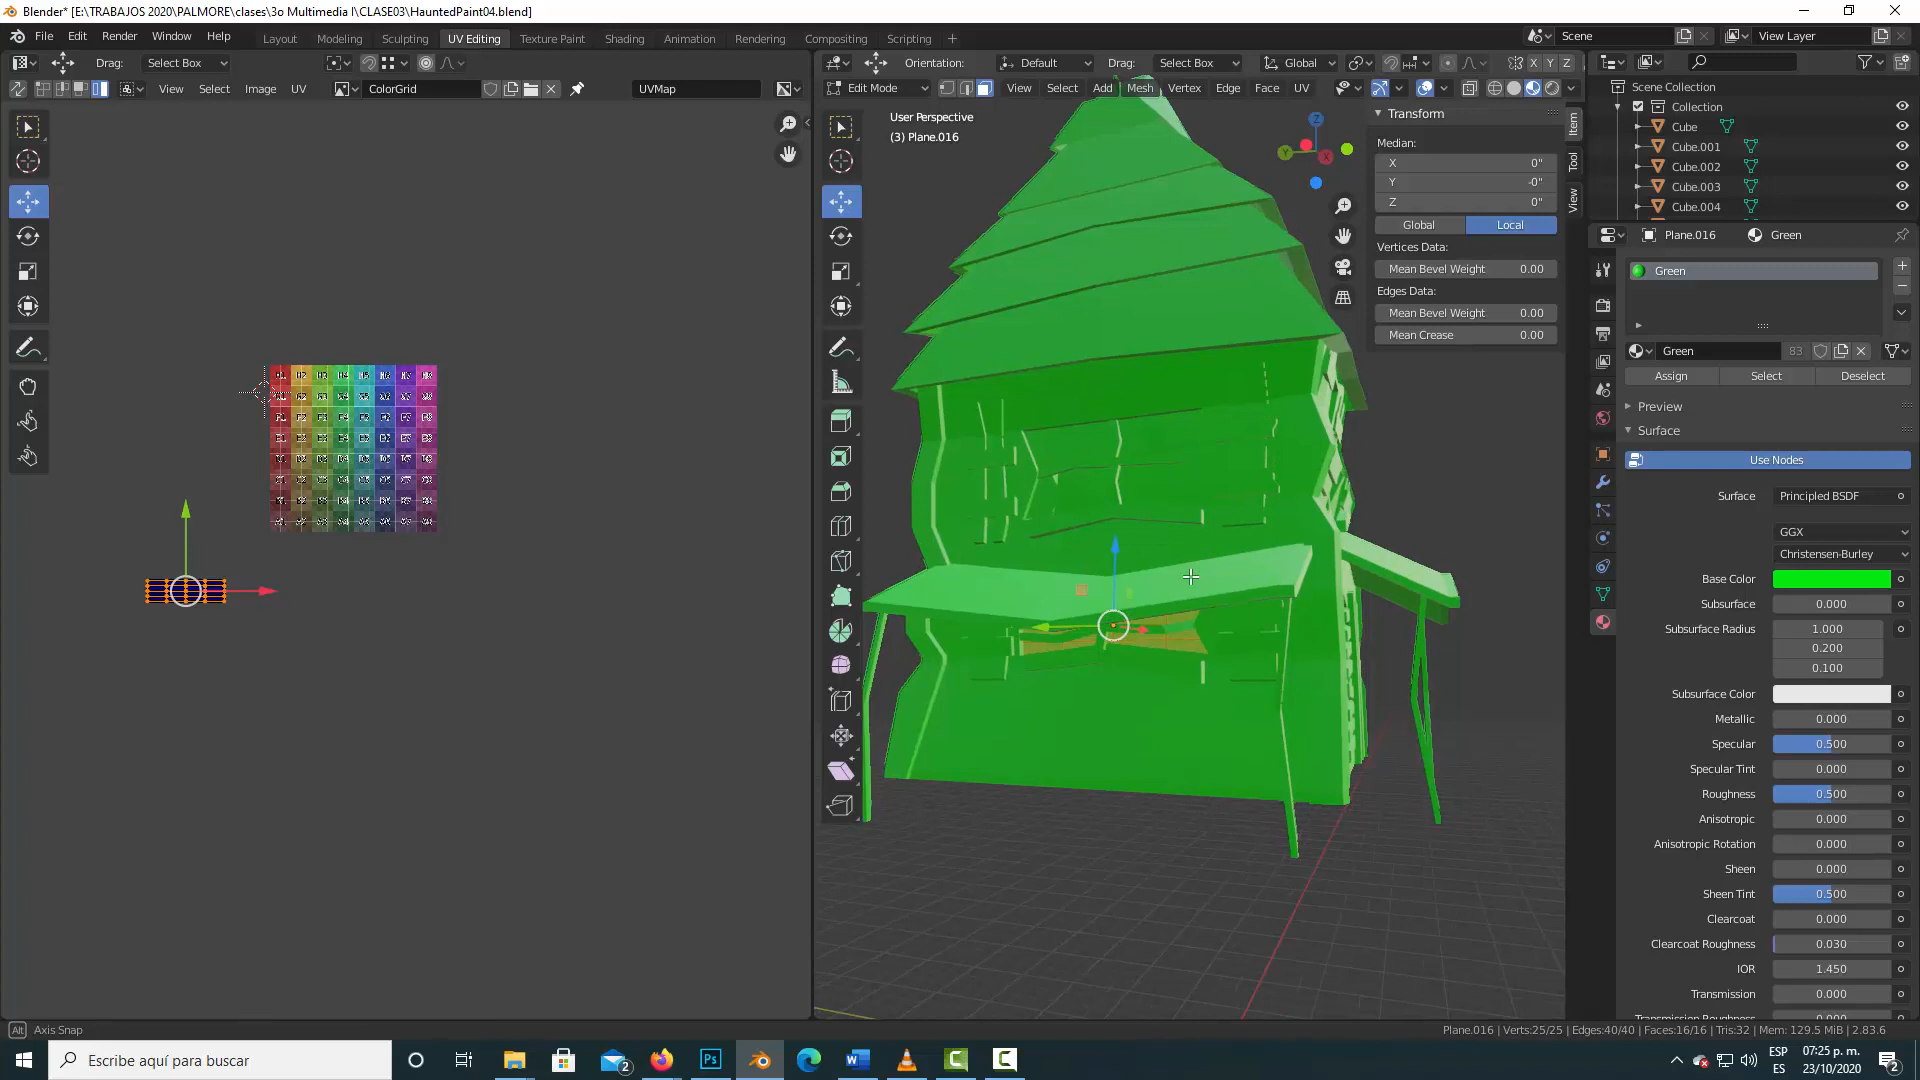 Blender* [E:\TRABAJOS 2020\PALMORE\clases\3o Multimedia I\CLASE03\HauntedPaint04.blend]
File Edit Render Window Help Layout Modeling Sculpting UV Editing Texture Paint Shading Animation Rendering Compositing Scripting + Scene View Layer
Drag: Select Box Orientation: Default Drag: Select Box Global X Y Z
View Select Image UV ColorGrid UVMap Edit Mode View Select Add Mesh Vertex Edge Face UV
Scene Collection
Collection
Cube
Cube.001
Cube.002
Cube.003
Cube.004
User Perspective
(3) Plane.016
Transform
Median:
X 0"
Y -0"
Z 0"
Global Local
Vertices Data:
Mean Bevel Weight 0.00
Edges Data:
Mean Bevel Weight 0.00
Mean Crease 0.00
Item
Tool
View
Plane.016 Green
Green
Green 83
Assign Select Deselect
Preview
Surface
Use Nodes
Surface Principled BSDF
GGX
Christensen-Burley
Base Color
Subsurface 0.000
Subsurface Radius 1.000
0.200
0.100
Subsurface Color
Metallic 0.000
Specular 0.500
Specular Tint 0.000
Roughness 0.500
Anisotropic 0.000
Anisotropic Rotation 0.000
Sheen 0.000
Sheen Tint 0.500
Clearcoat 0.000
Clearcoat Roughness 0.030
IOR 1.450
Transmission 0.000
Transmission Roughness 0.000
Alt Axis Snap
Plane.016 | Verts:25/25 | Edges:40/40 | Faces:16/16 | Tris:32 | Mem: 129.5 MiB | 2.83.6
Escribe aquí para buscar
ESP
ES
07:25 p. m.
23/10/2020